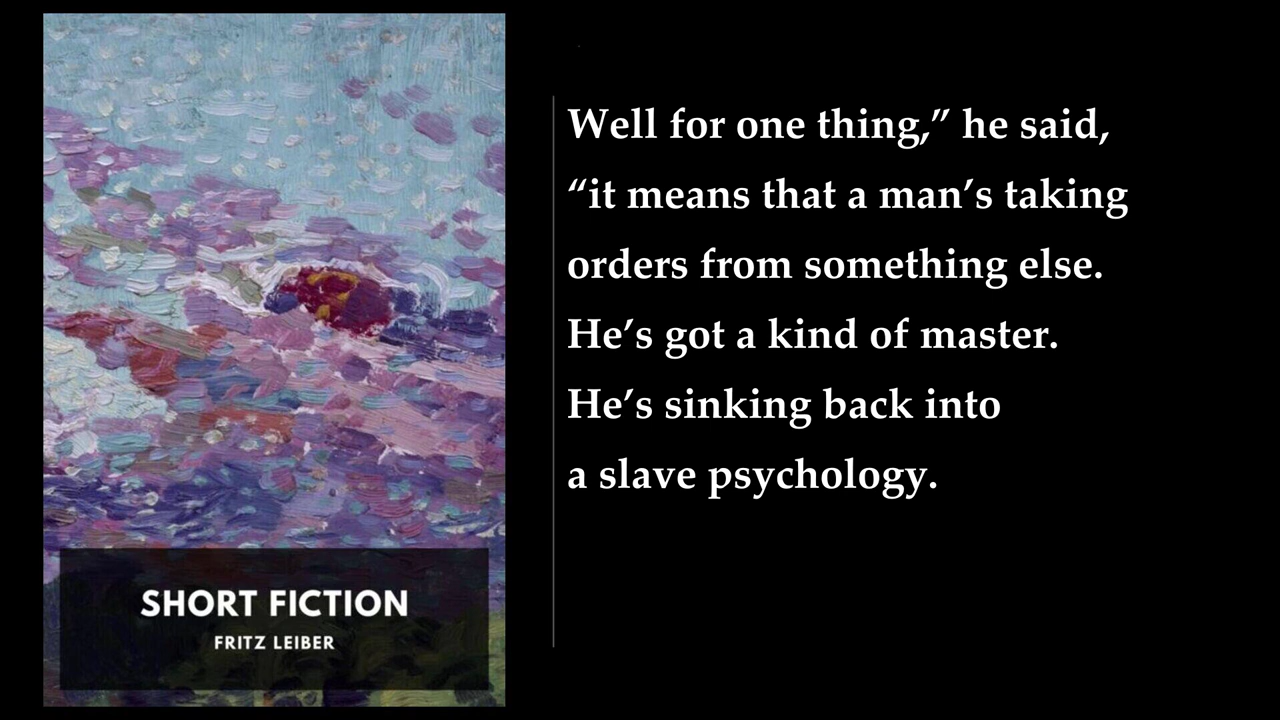 Well for one thing,” he said,
“it means that a man’s taking
orders from something else.
He’s got a kind of master.
He’s sinking back into
a slave psychology.
SHORT FICTION
FRITZ LEIBER